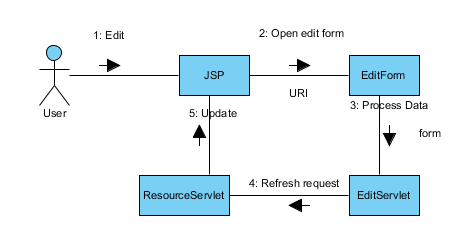 1: Edit
2: Open edit form
JSP
EditForm
URI
3: Process Data
User
5: Update
form
4: Refresh request
ResourceServlet
EditServlet